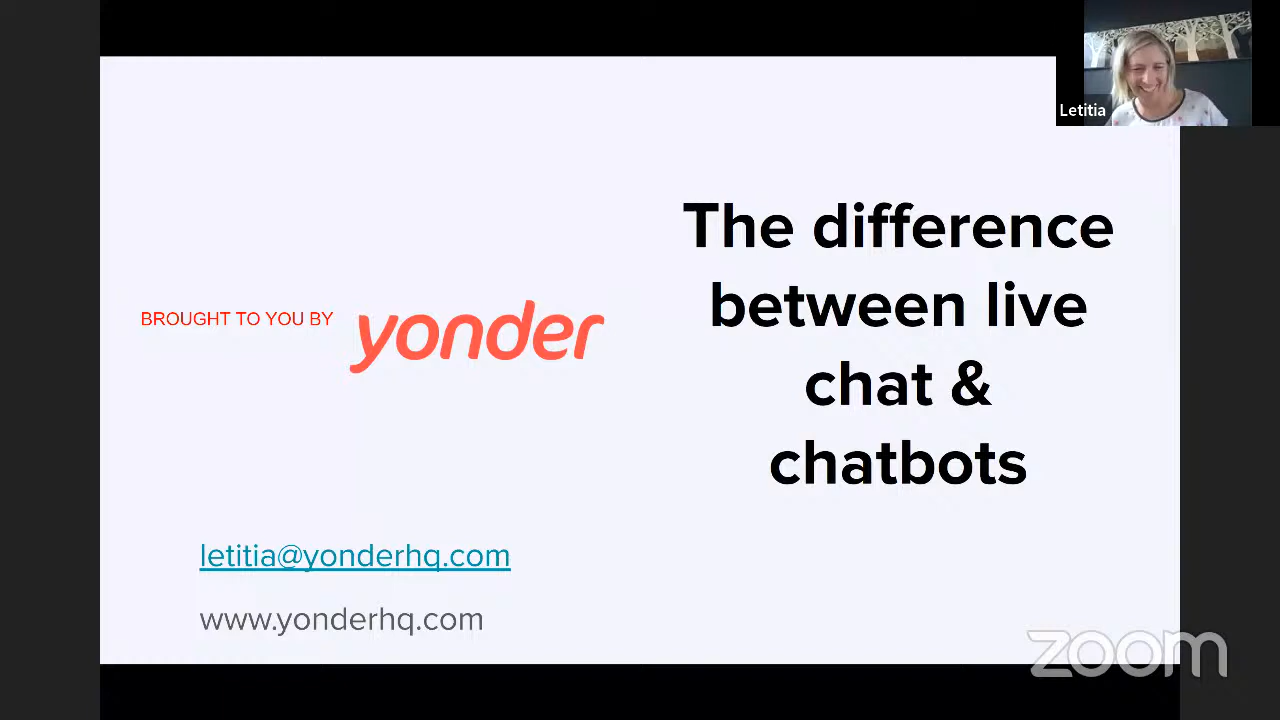 Letitia
BROUGHT TO YOU BY
yonder
The difference
between live
chat &
chatbots
letitia@yonderhq.com
www.yonderhq.com
zoom